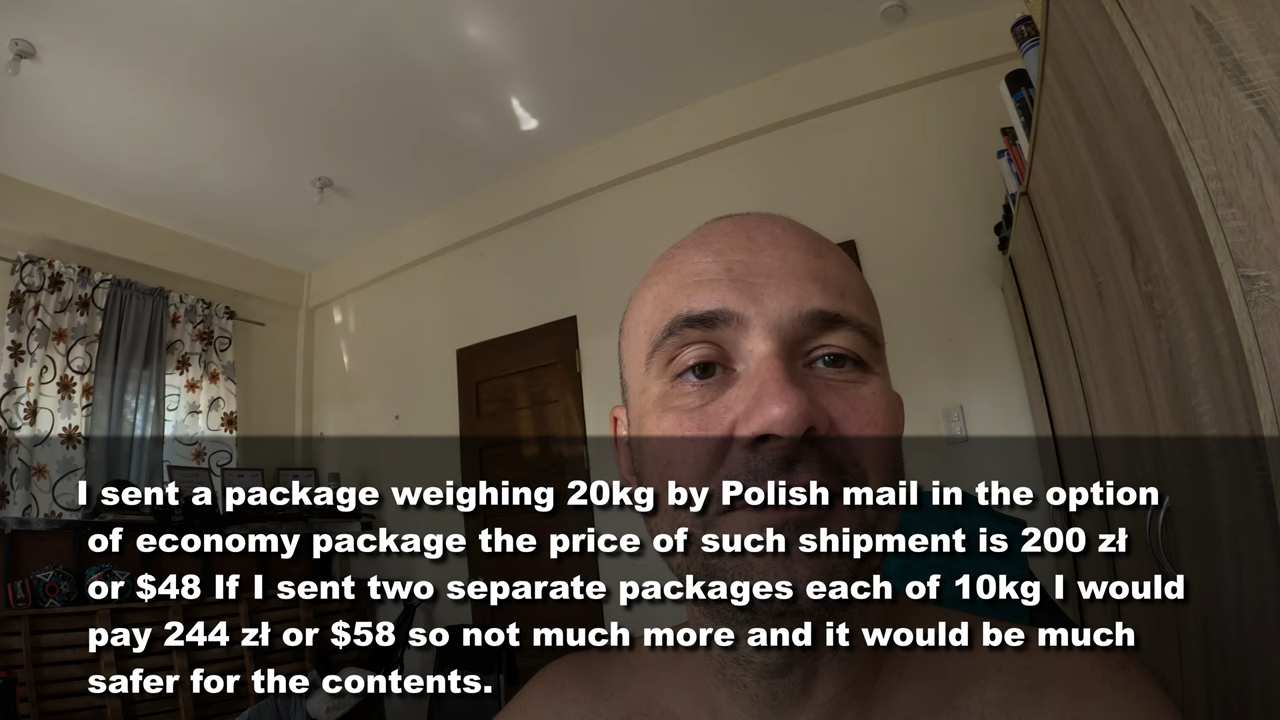 I sent a package weighing 20kg by Polish mail in the option
of economy package the price of such shipment is 200 zł
or $48 If I sent two separate packages each of 10kg I would
pay 244 zł or $58 so not much more and it would be much
safer for the contents.